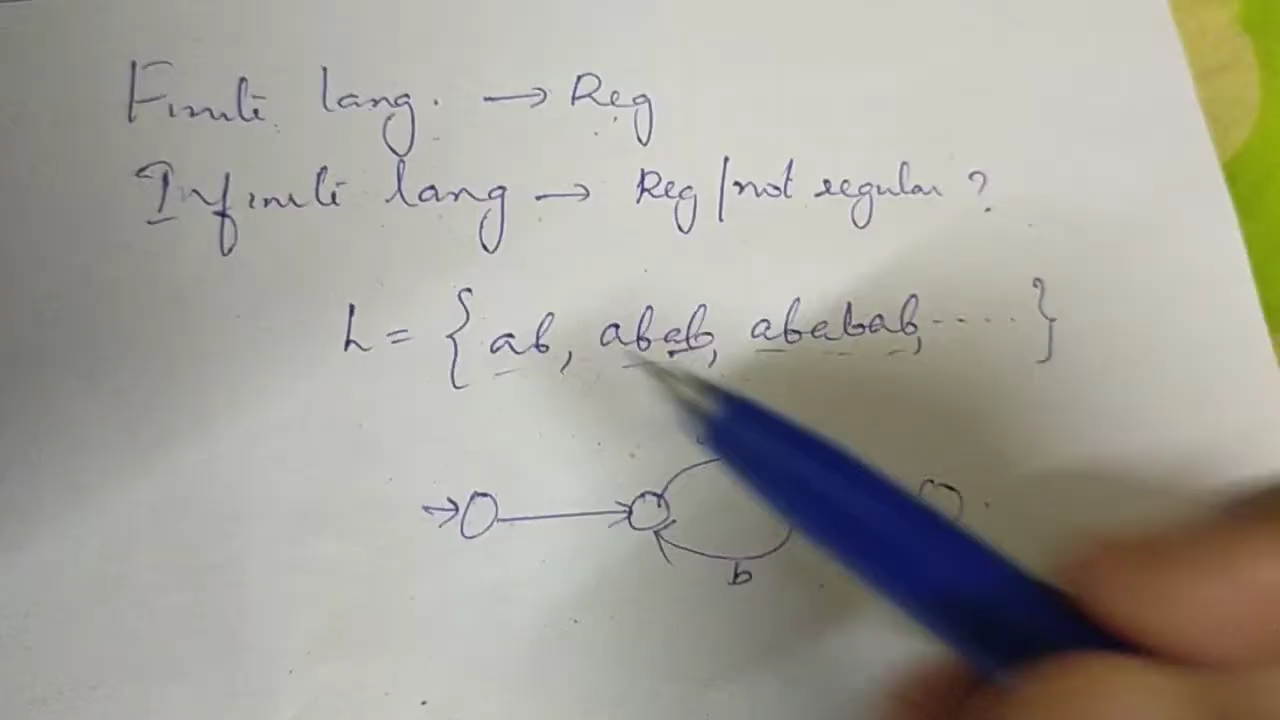 Finite lang. → Reg
Infinite lang → Reg/not regular ?
L = { ab, abab, ababab, ..... }
b